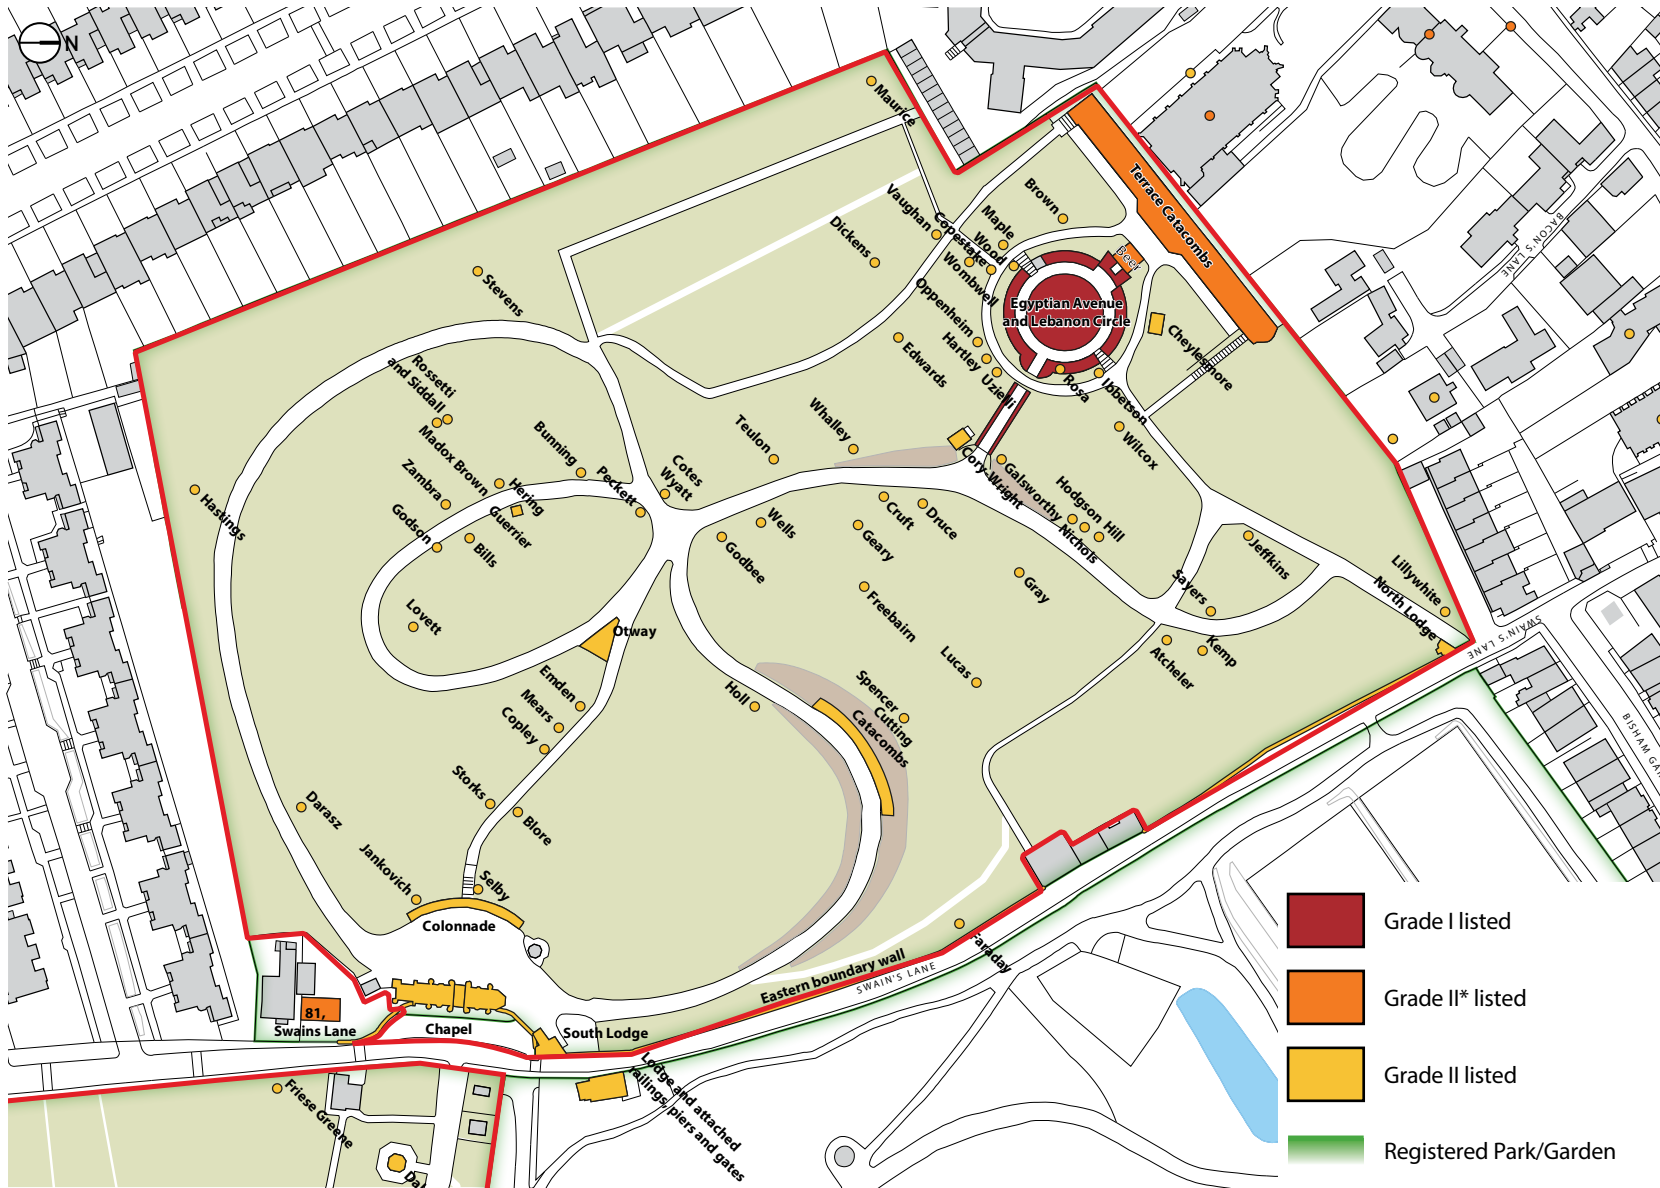 N
Maurice
Terrace Catacombs
BACON'S LANE
Brown
Vaughan
Maple
Copestake
Wood
Dickens
Beer
Wombwell
Stevens
Oppenheim
Egyptian Avenue
and Lebanon Circle
Cheylesmore
Hartley
Edwards
Uzielli
Rosa
Ibbetson
Rossetti
and Siddall
Whalley
Teulon
Wilcox
Bunning
Madox Brown
Cotes
Wyatt
Peckett
Zambra
Hering
Guerrier
Cory-Wright
Galsworthy
Hodgson
Hill
Nichols
Hastings
Godson
Bills
Wells
Cruft
Druce
Geary
Godbee
Jeffkins
Gray
Sayers
Lillywhite
North Lodge
SWAIN'S LANE
SWAIN'S LANE
Freebairn
Lovett
Otway
Kemp
Atcheler
Lucas
Emden
Mears
Copley
Holl
Spencer
Cutting
Catacombs
BISHAM GA
Storks
Darasz
Blore
Jankovich
Selby
Colonnade
Faraday
Eastern boundary wall
SWAIN'S LANE
81,
Swains Lane
Chapel
South Lodge
Lodge and attached
railings, piers and gates
Friese Greene
Grade I listed
Grade II* listed
Grade II listed
Registered Park/Garden